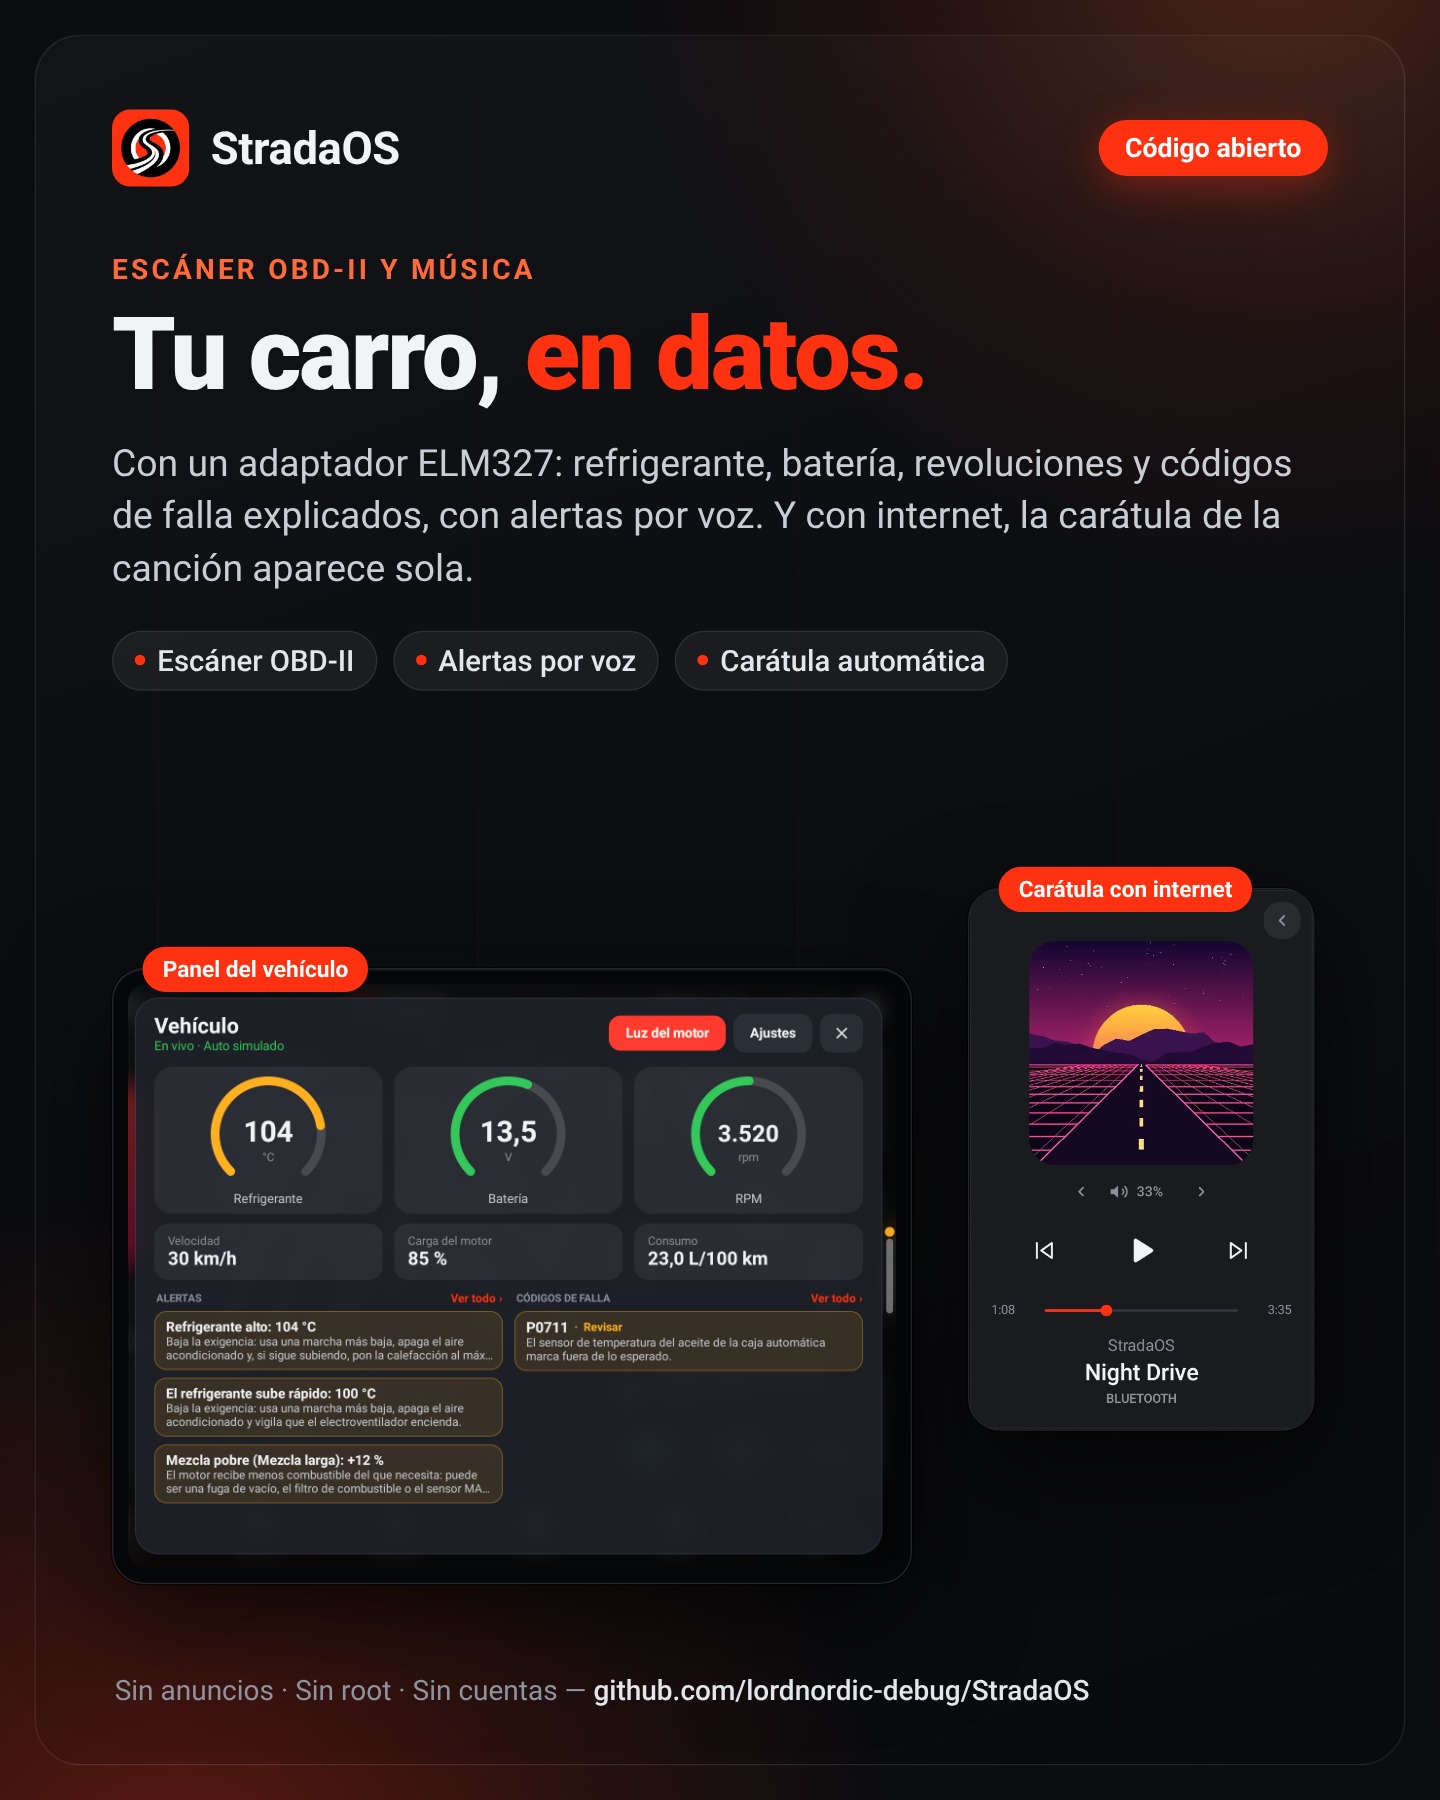 StradaOS
Código abierto
ESCÁNER OBD-II Y MÚSICA
Tu carro, en datos.
Con un adaptador ELM327: refrigerante, batería, revoluciones y códigos
de falla explicados, con alertas por voz. Y con internet, la carátula de la
canción aparece sola.
Escáner OBD-II
Alertas por voz
Carátula automática
Panel del vehículo
Vehículo
En vivo · Auto simulado
Luz del motor
Ajustes
104
°C
Refrigerante
13,5
V
Batería
3.520
rpm
RPM
Velocidad
30 km/h
Carga del motor
85 %
Consumo
23,0 L/100 km
ALERTAS
Ver todo ›
Refrigerante alto: 104 °C
Baja la exigencia: usa una marcha más baja, apaga el aire
acondicionado y, si sigue subiendo, pon la calefacción al máx…
El refrigerante sube rápido: 100 °C
Baja la exigencia: usa una marcha más baja, apaga el aire
acondicionado y vigila que el electroventilador encienda.
Mezcla pobre (Mezcla larga): +12 %
El motor recibe menos combustible del que necesita: puede
ser una fuga de vacío, el filtro de combustible o el sensor MA…
CÓDIGOS DE FALLA
Ver todo ›
P0711 · Revisar
El sensor de temperatura del aceite de la caja automática
marca fuera de lo esperado.
Carátula con internet
33%
1:08
3:35
StradaOS
Night Drive
BLUETOOTH
Sin anuncios · Sin root · Sin cuentas — github.com/lordnordic-debug/StradaOS